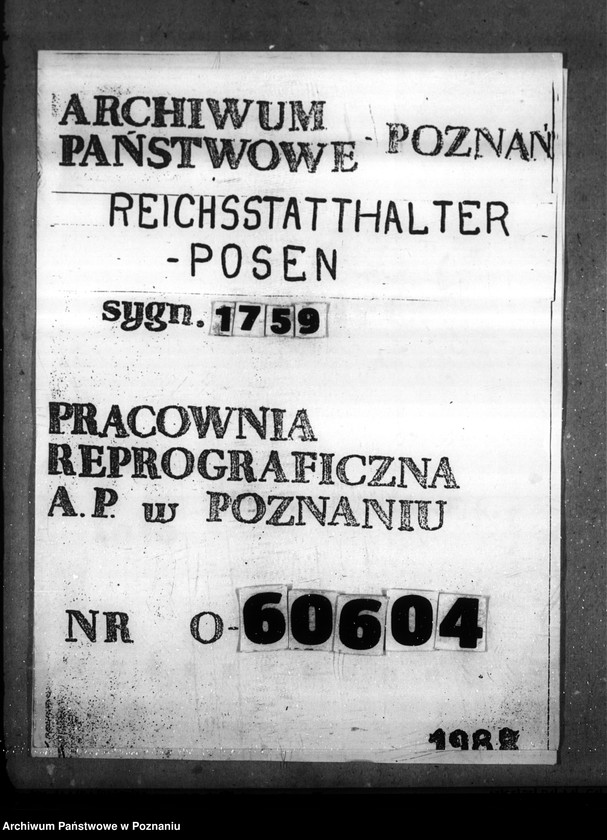 ARCHIWUM
PAŃSTWOWE - POZNAŃ
REICHSSTATTHALTER
-POSEN
sygn. 1759
PRACOWNIA
REPROGRAFICZNA
A.P. w POZNANIU
NR O-60604
Archiwum Państwowe w Poznaniu